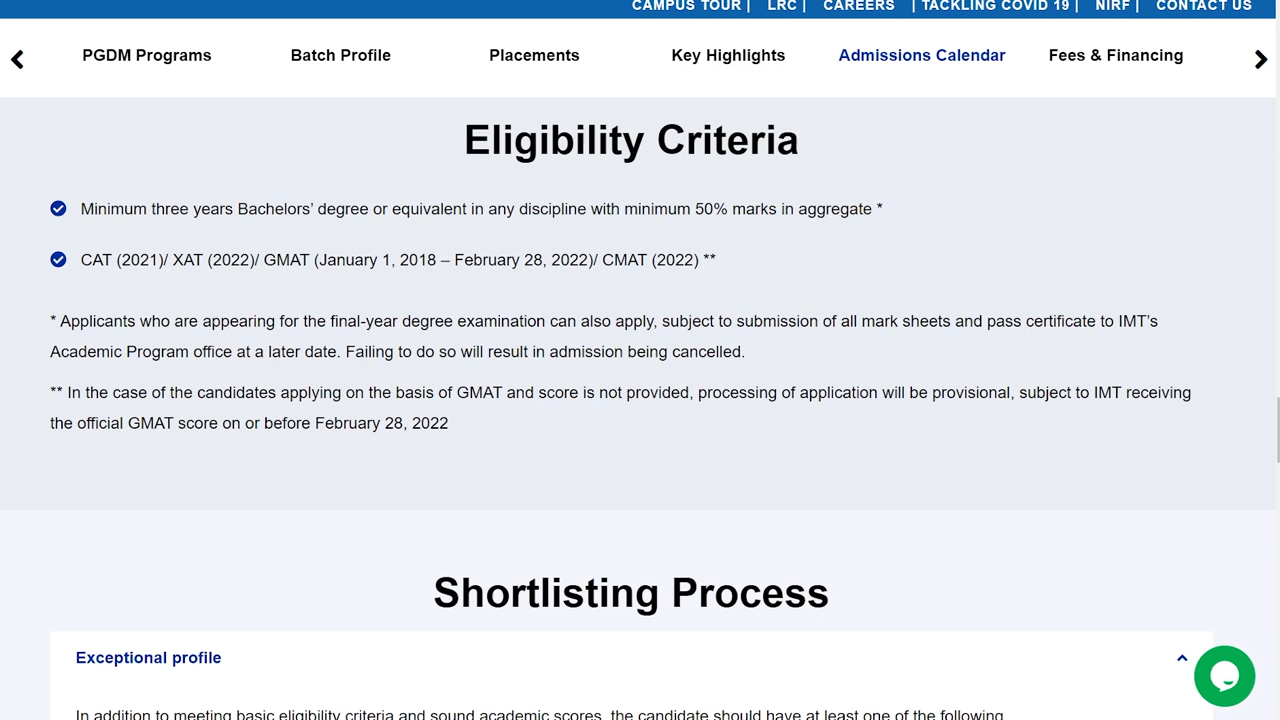 CAMPUS TOUR | LRC | CAREERS | TACKLING COVID 19 | NIRF | CONTACT US
PGDM Programs Batch Profile Placements Key Highlights Admissions Calendar Fees & Financing
Eligibility Criteria
Minimum three years Bachelors’ degree or equivalent in any discipline with minimum 50% marks in aggregate *
CAT (2021)/ XAT (2022)/ GMAT (January 1, 2018 – February 28, 2022)/ CMAT (2022) **
* Applicants who are appearing for the final-year degree examination can also apply, subject to submission of all mark sheets and pass certificate to IMT’s
Academic Program office at a later date. Failing to do so will result in admission being cancelled.
** In the case of the candidates applying on the basis of GMAT and score is not provided, processing of application will be provisional, subject to IMT receiving
the official GMAT score on or before February 28, 2022
Shortlisting Process
Exceptional profile
In addition to meeting basic eligibility criteria and sound academic scores, the candidate should have at least one of the following